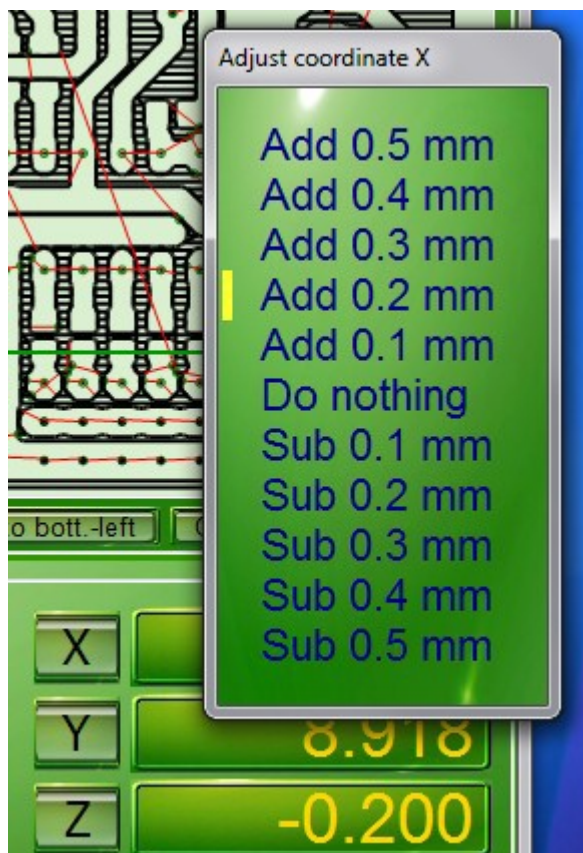 Adjust coordinate X
Add 0.5 mm
Add 0.4 mm
Add 0.3 mm
Add 0.2 mm
Add 0.1 mm
Do nothing
Sub 0.1 mm
Sub 0.2 mm
Sub 0.3 mm
Sub 0.4 mm
Sub 0.5 mm
o bott.-left
X
Y 8.918
Z -0.200